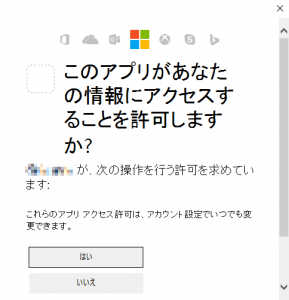 このアプリがあなた
の情報にアクセスす
ることを許可します
か?
が、次の操作を行う許可を求めてい
ます:
これらのアプリ アクセス許可は、アカウント設定でいつでも変
更できます。
はい
いいえ